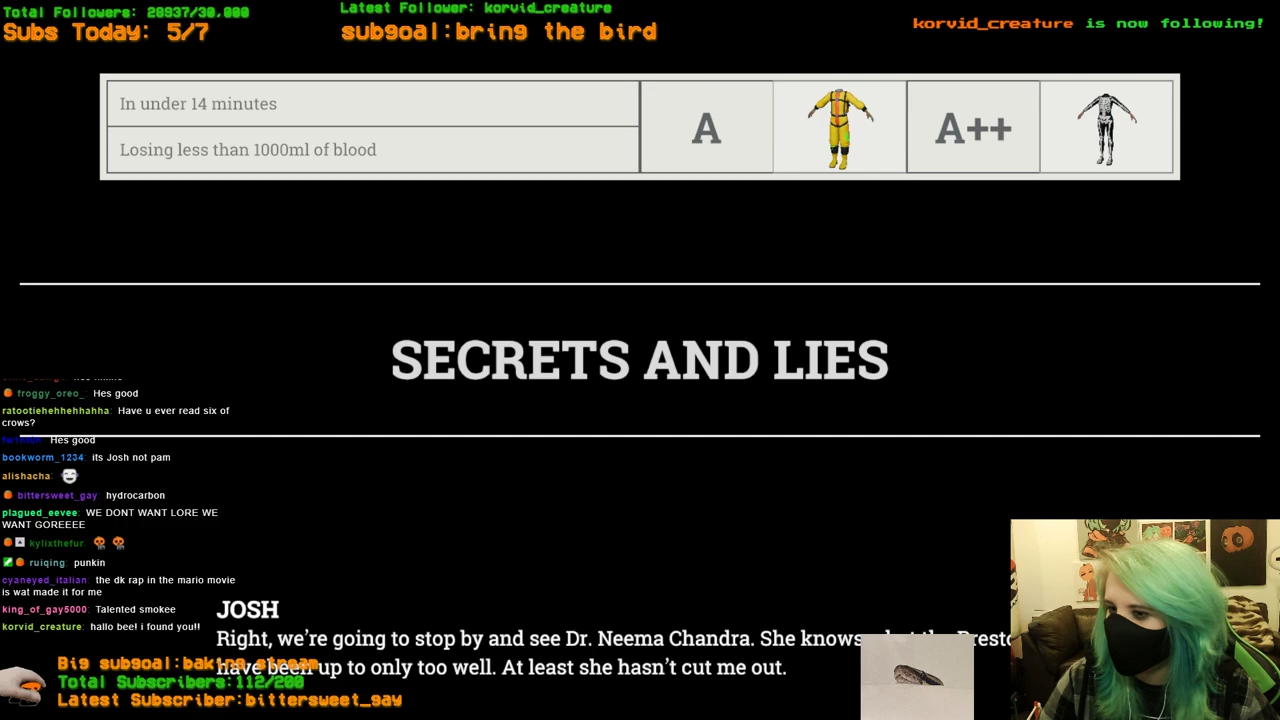 Total Followers: 28937/30,000
Subs Today: 5/7
Latest Follower: korvid_creature
subgoal:bring the bird
korvid_creature is now following!
In under 14 minutes
Losing less than 1000ml of blood
A
A++
SECRETS AND LIES
froggy_oreo_: Hes good
ratootiehehhehhahha: Have u ever read six of
crows?
Hes good
bookworm_1234: its Josh not pam
alishacha:
bittersweet_gay: hydrocarbon
plagued_eevee: WE DONT WANT LORE WE
WANT GOREEEE
kylixthefur:
ruiqing: punkin
cyaneyed_italian: the dk rap in the mario movie
is wat made it for me
king_of_gay5000: Talented smokee
korvid_creature: hallo bee! i found you!!
JOSH
Right, we're going to stop by and see Dr. Neema Chandra. She knows
have been up to only too well. At least she hasn't cut me out.
Big subgoal:baking stream
Total Subscribers:112/200
Latest Subscriber:bittersweet_gay